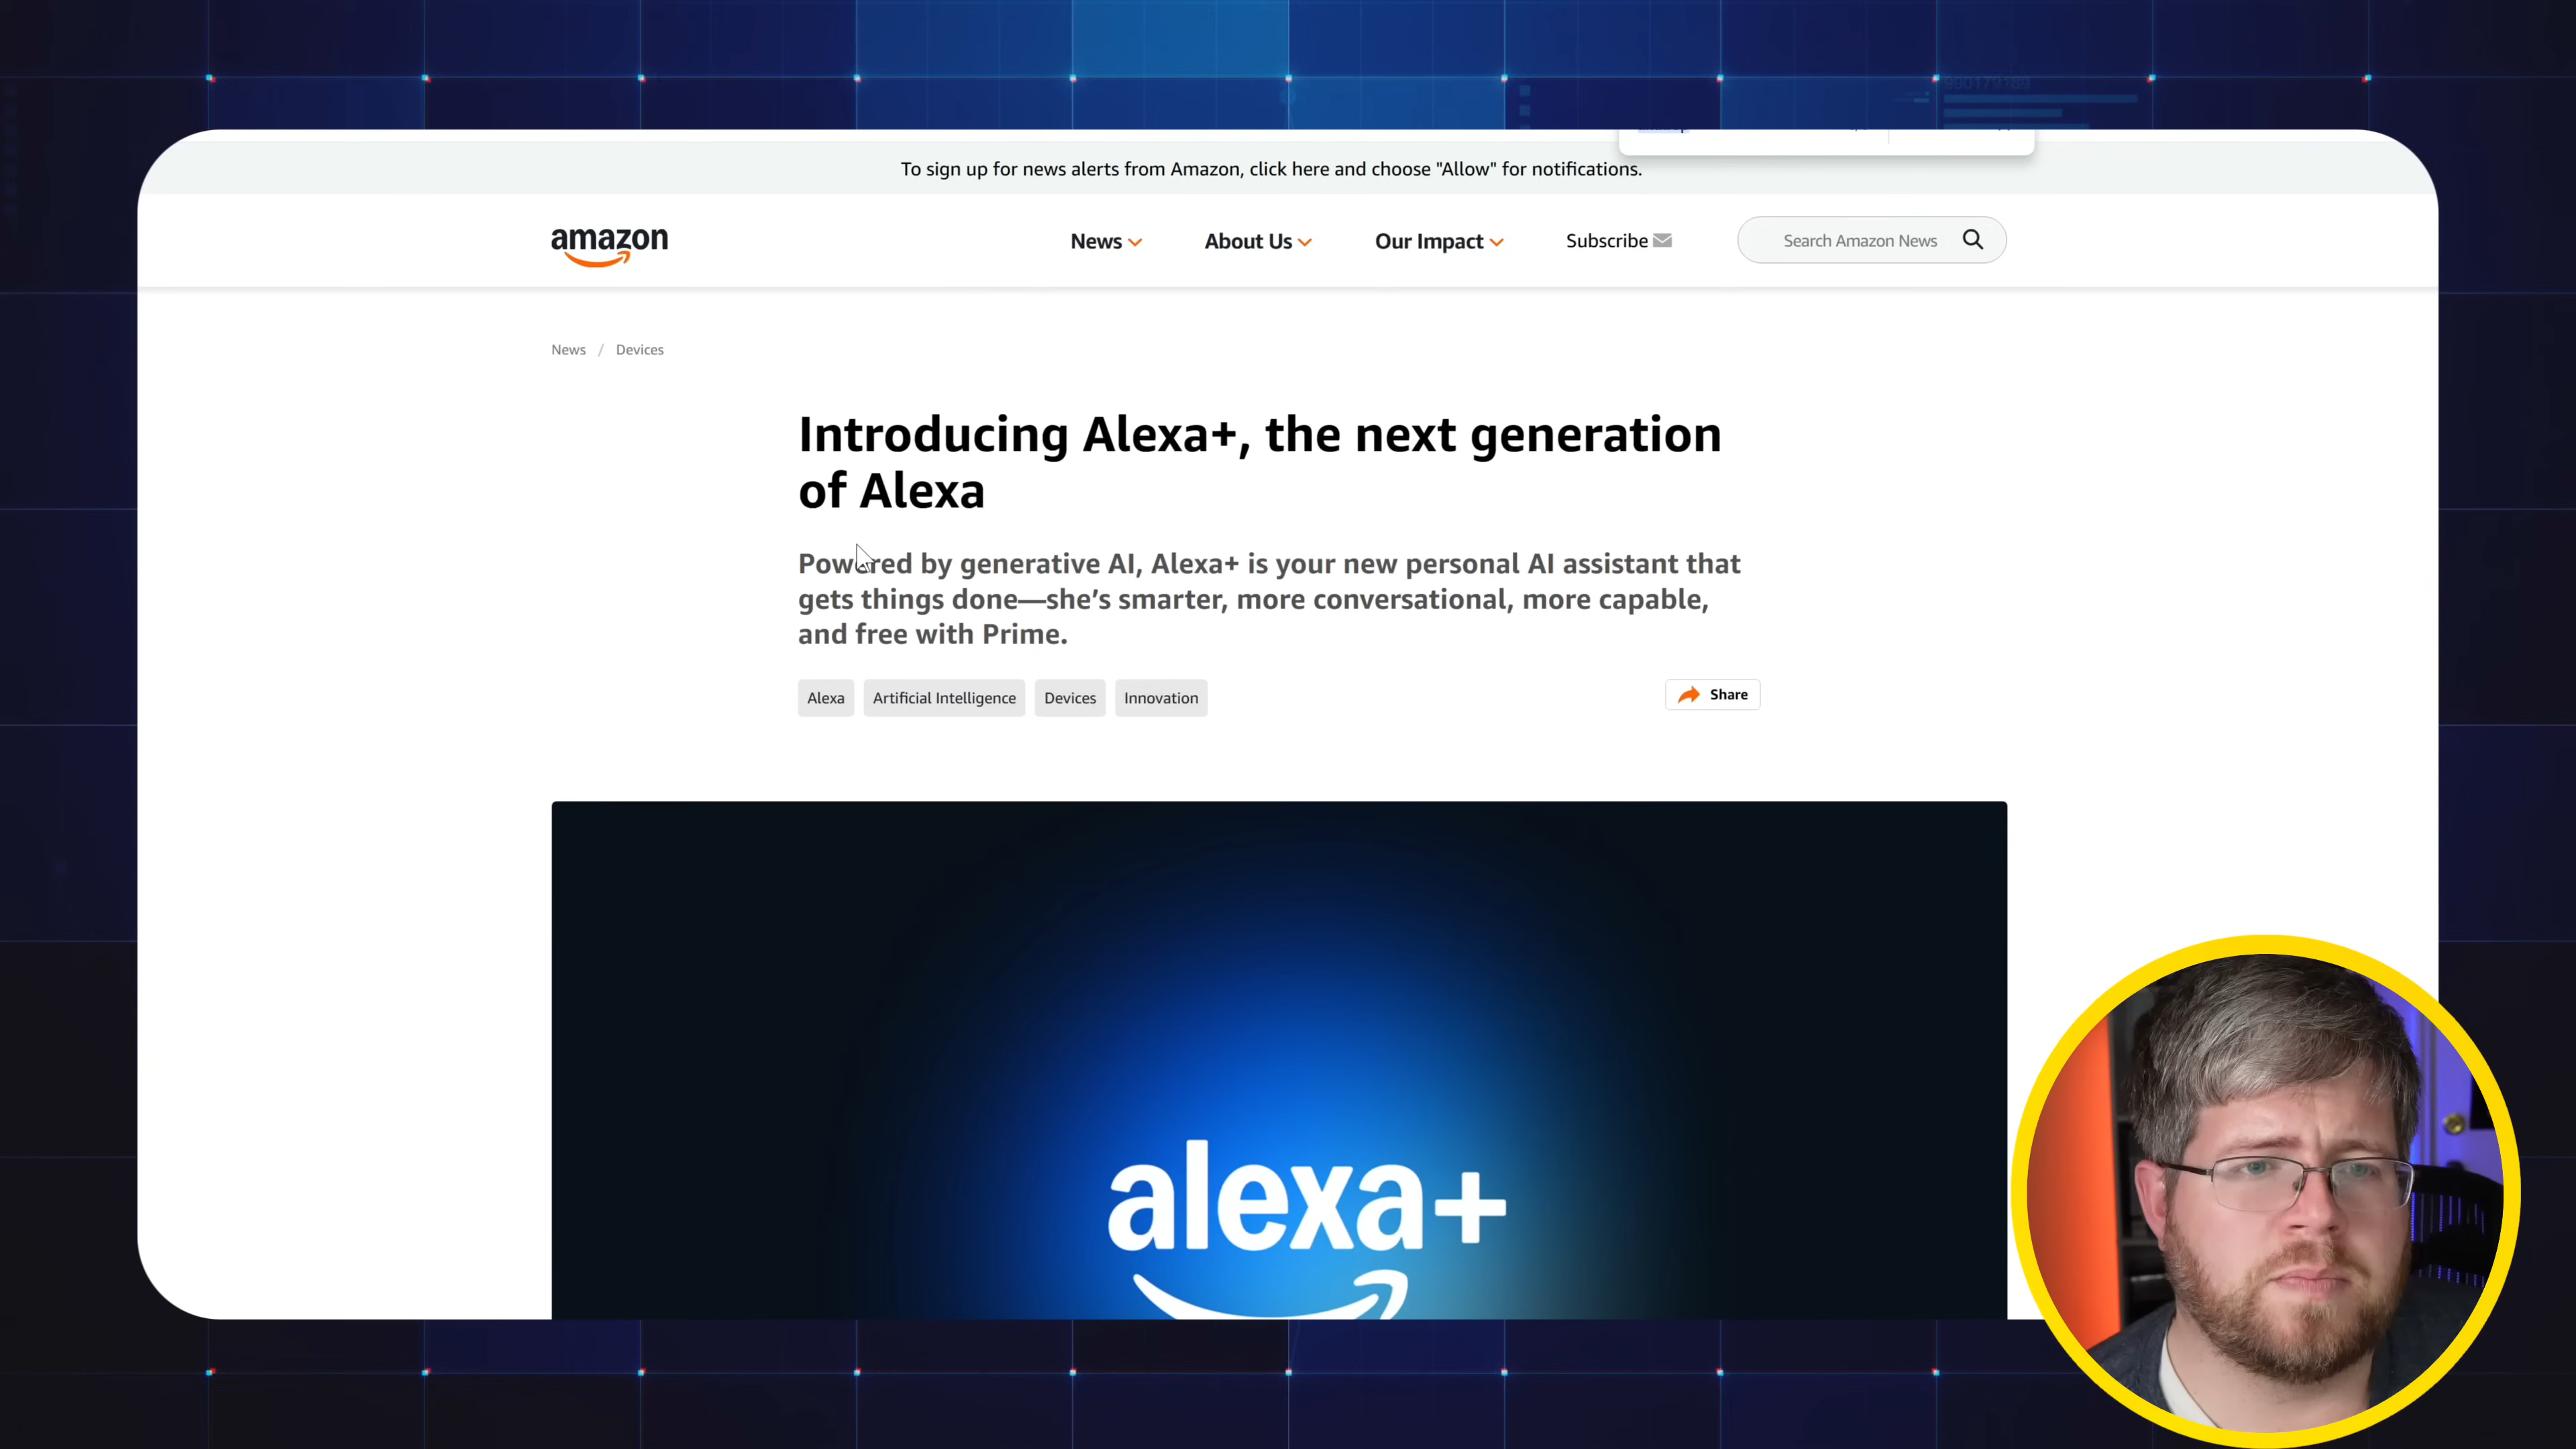 To sign up for news alerts from Amazon, click here and choose "Allow" for notifications.
amazon
News
About Us
Our Impact
Subscribe
Search Amazon News
News / Devices
Introducing Alexa+, the next generation
of Alexa
Powered by generative AI, Alexa+ is your new personal AI assistant that
gets things done—she’s smarter, more conversational, more capable,
and free with Prime.
Alexa
Artificial Intelligence
Devices
Innovation
Share
alexa+